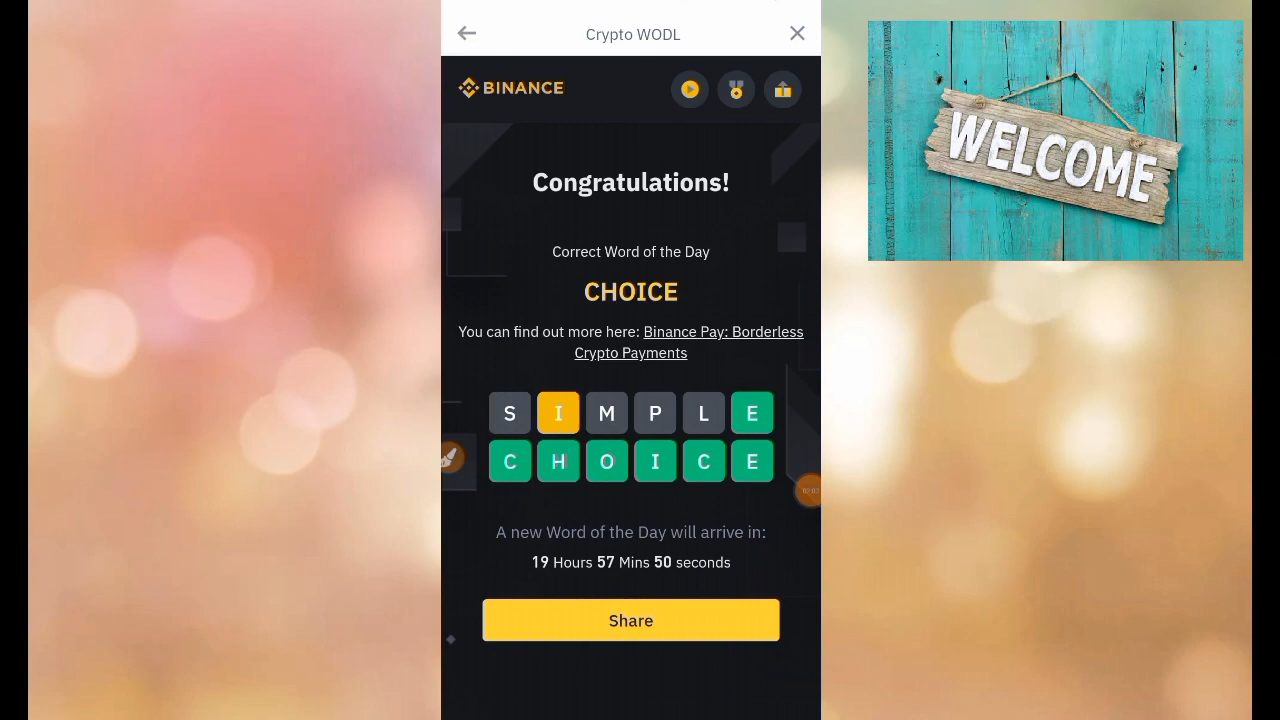 Crypto WODL
BINANCE
WELCOME
Congratulations!
Correct Word of the Day
CHOICE
You can find out more here: Binance Pay: Borderless
Crypto Payments
S I M P L E
C H O I C E
A new Word of the Day will arrive in:
19 Hours 57 Mins 50 seconds
Share